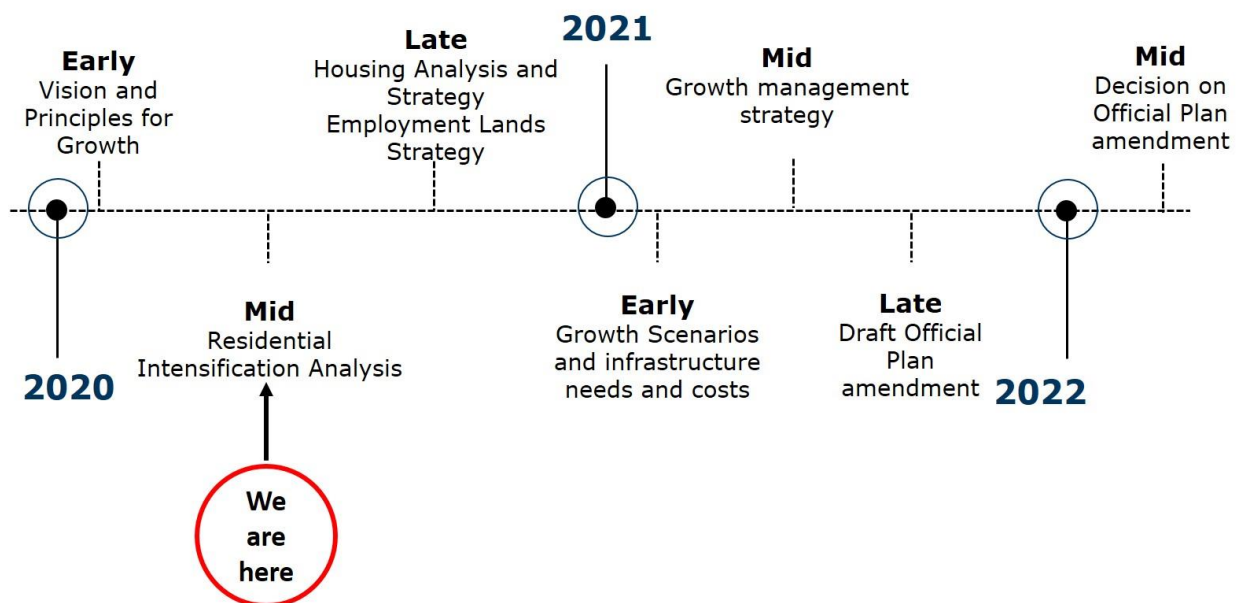 2020
Early
Vision and
Principles for
Growth
Mid
Residential
Intensification Analysis
We
are
here
Late
Housing Analysis and
Strategy
Employment Lands
Strategy
2021
Early
Growth Scenarios
and infrastructure
needs and costs
Mid
Growth management
strategy
Late
Draft Official
Plan
amendment
2022
Mid
Decision on
Official Plan
amendment